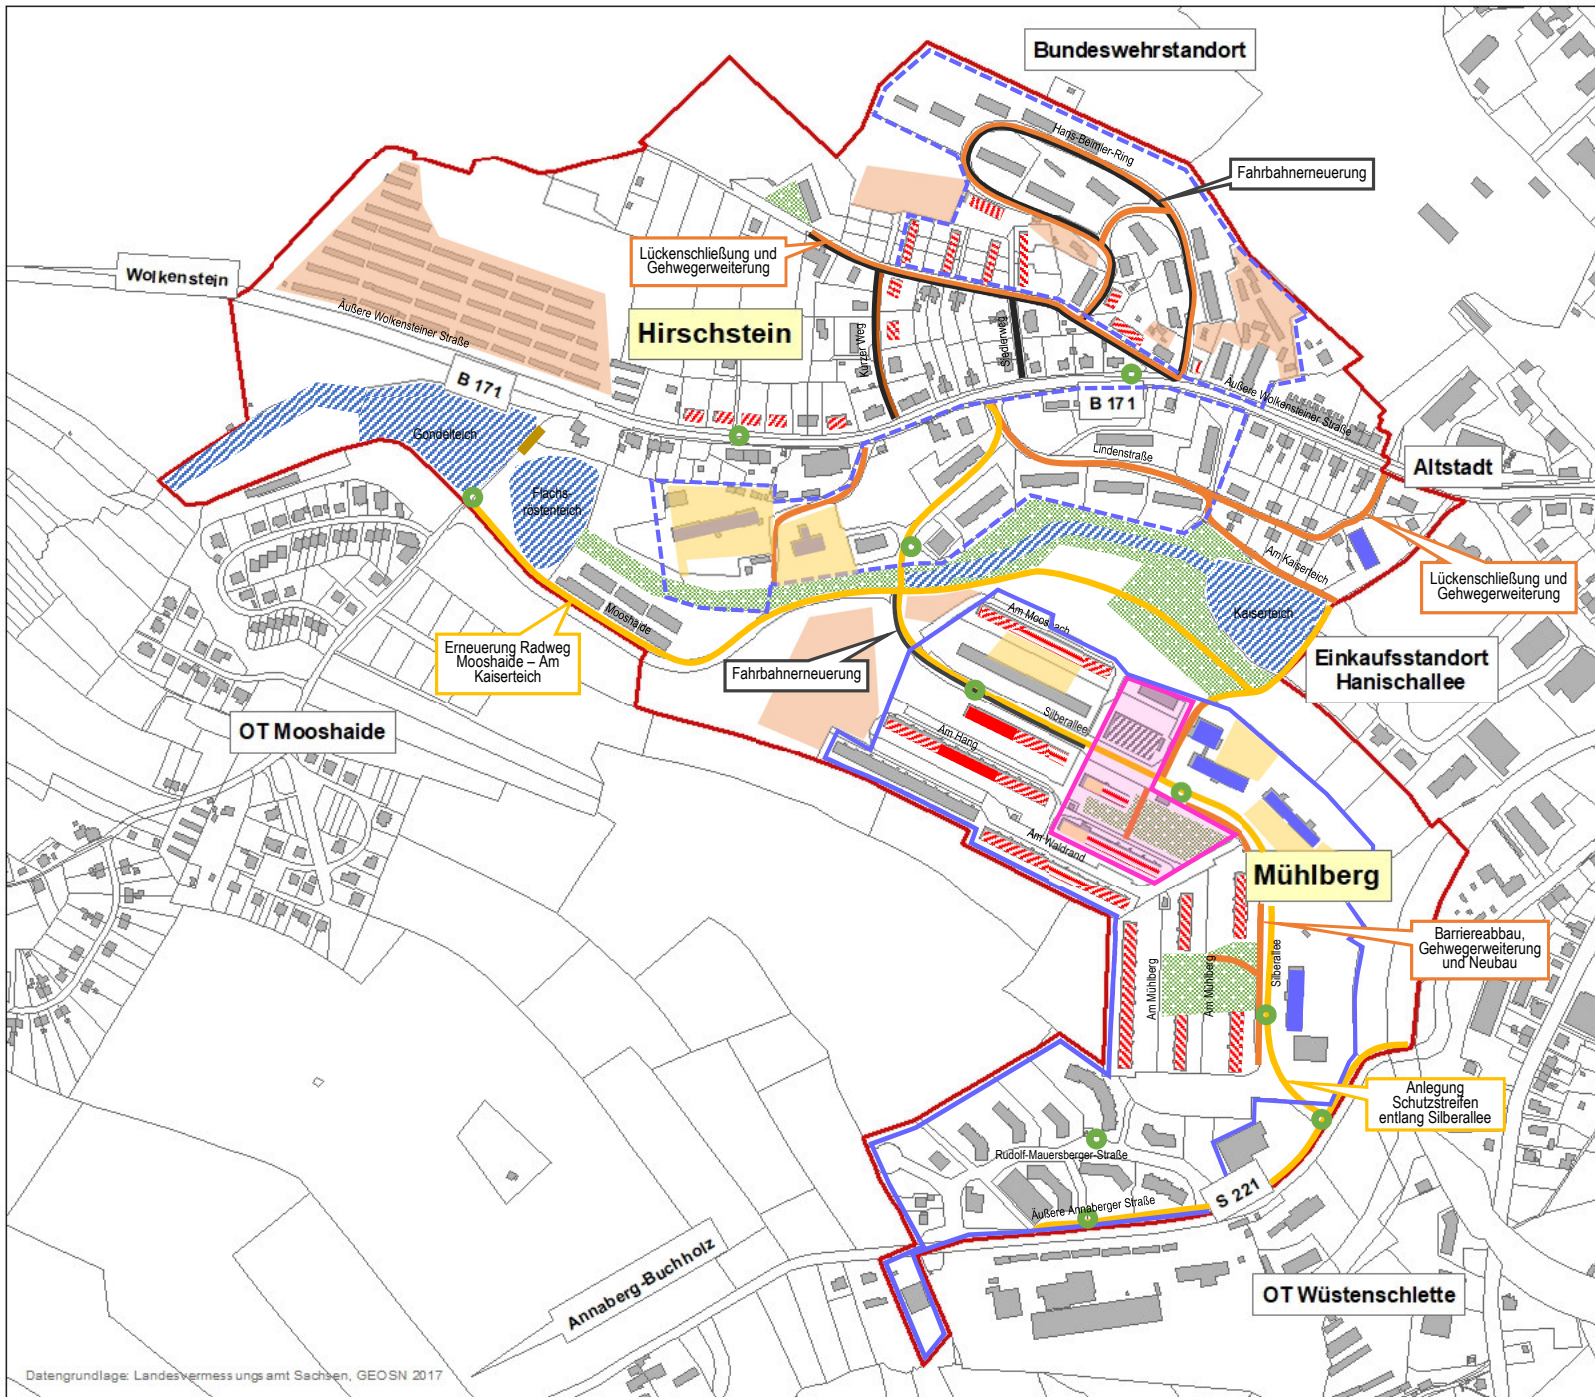 Bundeswehrstandort
Hans-Beimler-Ring
Fahrbahnerneuerung
Lückenschließung und
Gehwegerweiterung
Wolkenstein
Äußere Wolkensteiner Straße
Hirschstein
Kurzer Weg
Siedlerweg
B 171
B 171
Äußere Wolkensteiner Straße
Gondelteich
Lindenstraße
Altstadt
Flachs-
röstenteich
Am Kaiserteich
Lückenschließung und
Gehwegerweiterung
Kaiserteich
Mooshaide
Am Moosbach
Erneuerung Radweg
Mooshaide – Am
Kaiserteich
Fahrbahnerneuerung
Einkaufsstandort
Hanischallee
OT Mooshaide
Silberallee
Am Hang
Am Waldrand
Mühlberg
Barriereabbau,
Gehwegerweiterung
und Neubau
Am Mühlberg
Am Mühlberg
Silberallee
Anlegung
Schutzstreifen
entlang Silberallee
Rudolf-Mauersberger-Straße
Äußere Annaberger Straße
S 221
Annaberg-Buchholz
OT Wüstenschlette
Datengrundlage: Landesvermessungsamt Sachsen, GEOSN 2017